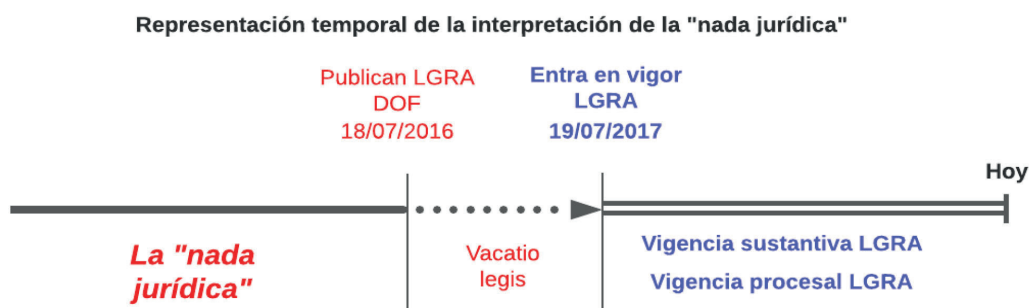 Representación temporal de la interpretación de la "nada jurídica"
Publican LGRA
DOF
18/07/2016
Entra en vigor
LGRA
19/07/2017
Hoy
La "nada
jurídica"
Vacatio
legis
Vigencia sustantiva LGRA
Vigencia procesal LGRA